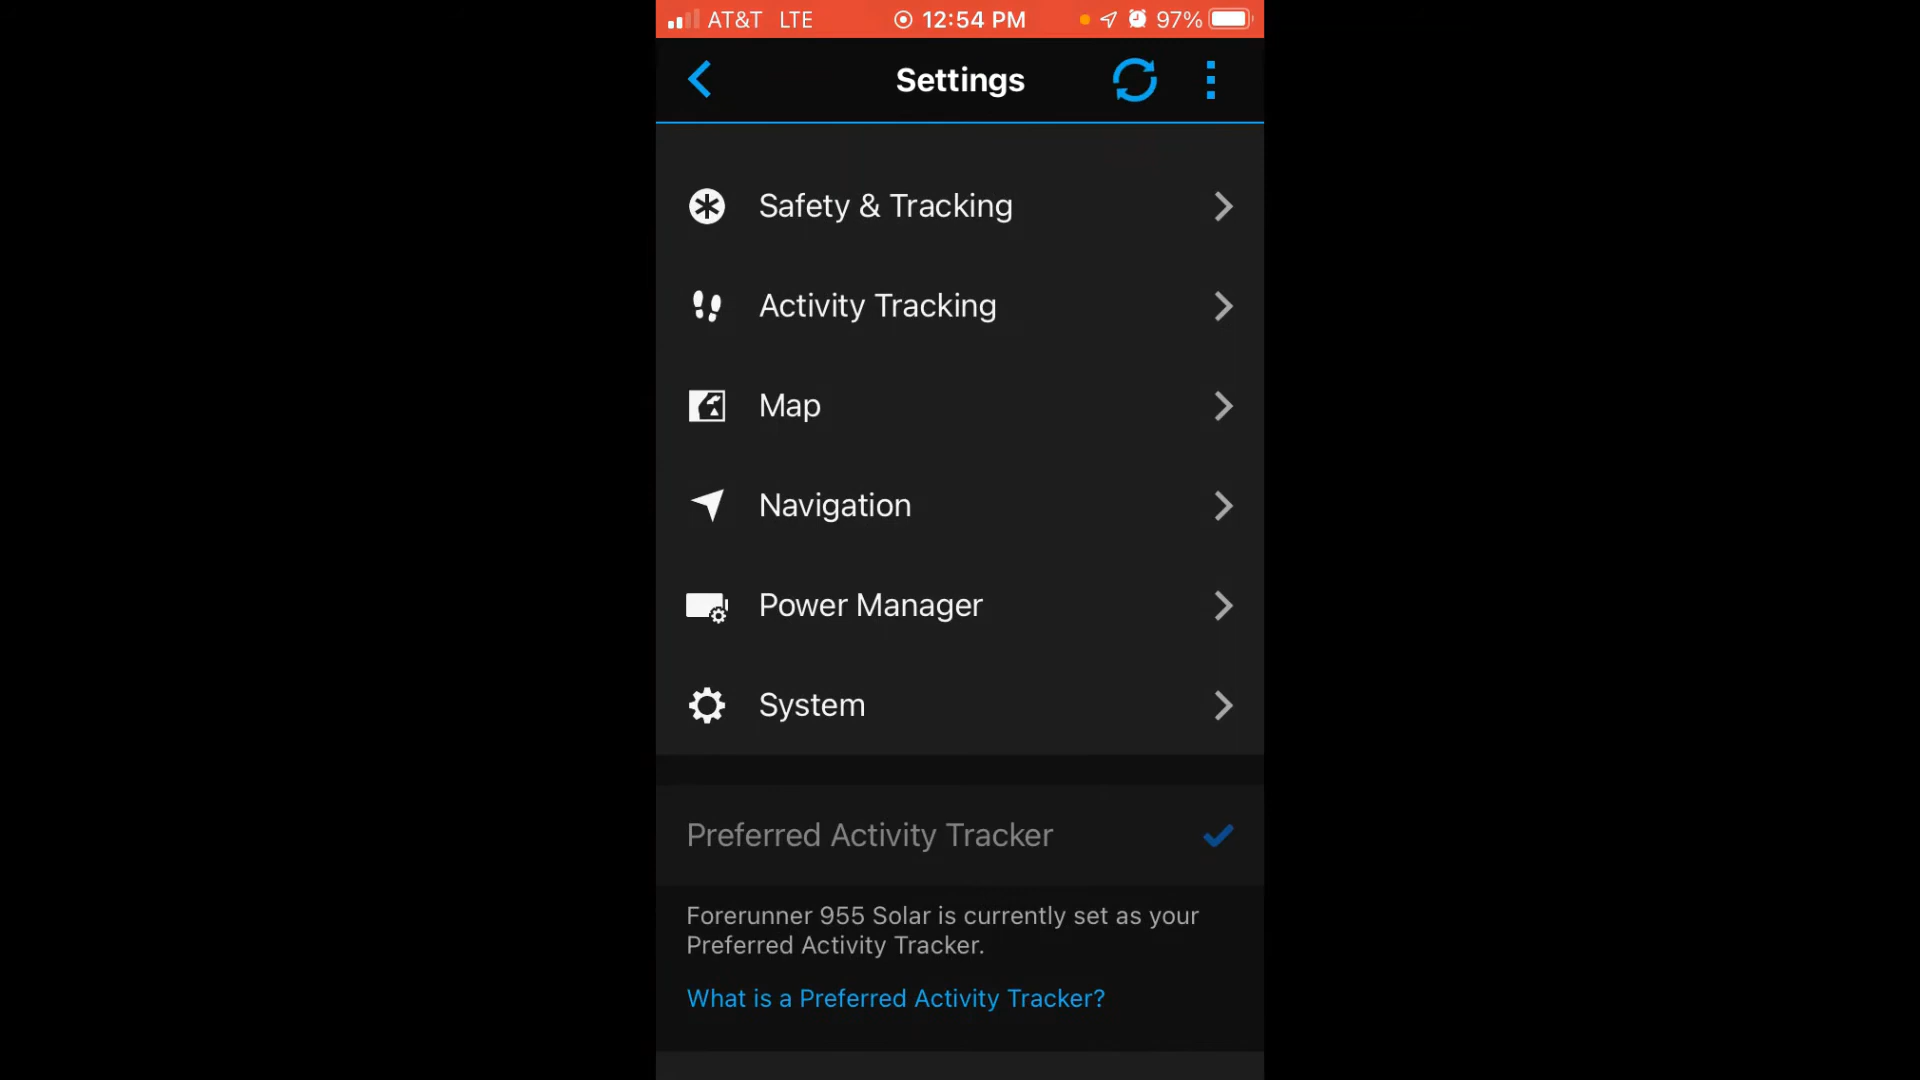 AT&T LTE 12:54 PM 97%
Settings
Safety & Tracking
Activity Tracking
Map
Navigation
Power Manager
System
Preferred Activity Tracker
Forerunner 955 Solar is currently set as your
Preferred Activity Tracker.
What is a Preferred Activity Tracker?